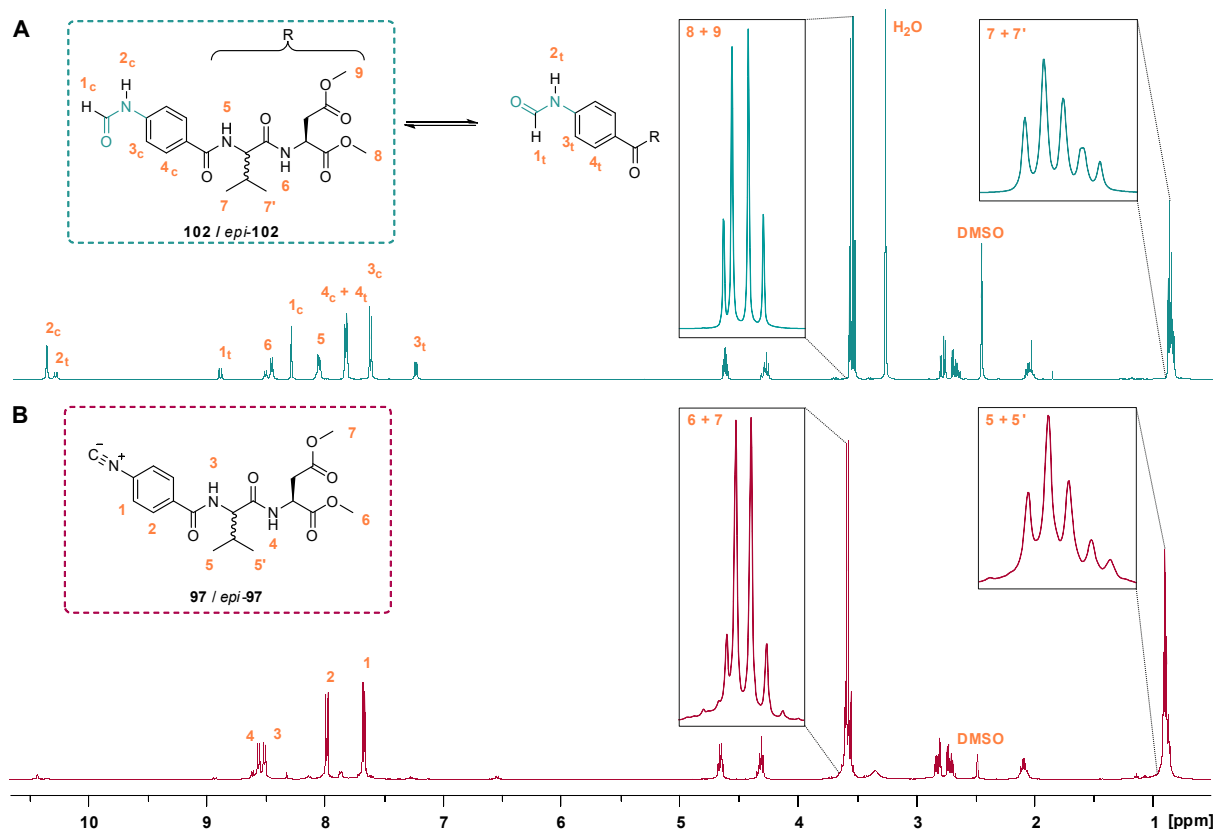 A
R
2c
H
1c
H
N
O
3c
4c
O
5
H
N
O
N
H
6
7
7'
O
9
O
O
8
O
102 / epi-102
2t
H
O
N
H
1t
3t
4t
R
O
8 + 9
H2O
7 + 7'
DMSO
2c
2t
1t
6
1c
5
4c + 4t
3c
3t
B
C
−
N
+
1
2
O
3
H
N
O
N
H
4
5
5'
O
7
O
O
6
O
97 / epi-97
6 + 7
5 + 5'
DMSO
4
3
2
1
10 9 8 7 6 5 4 3 2 1 [ppm]